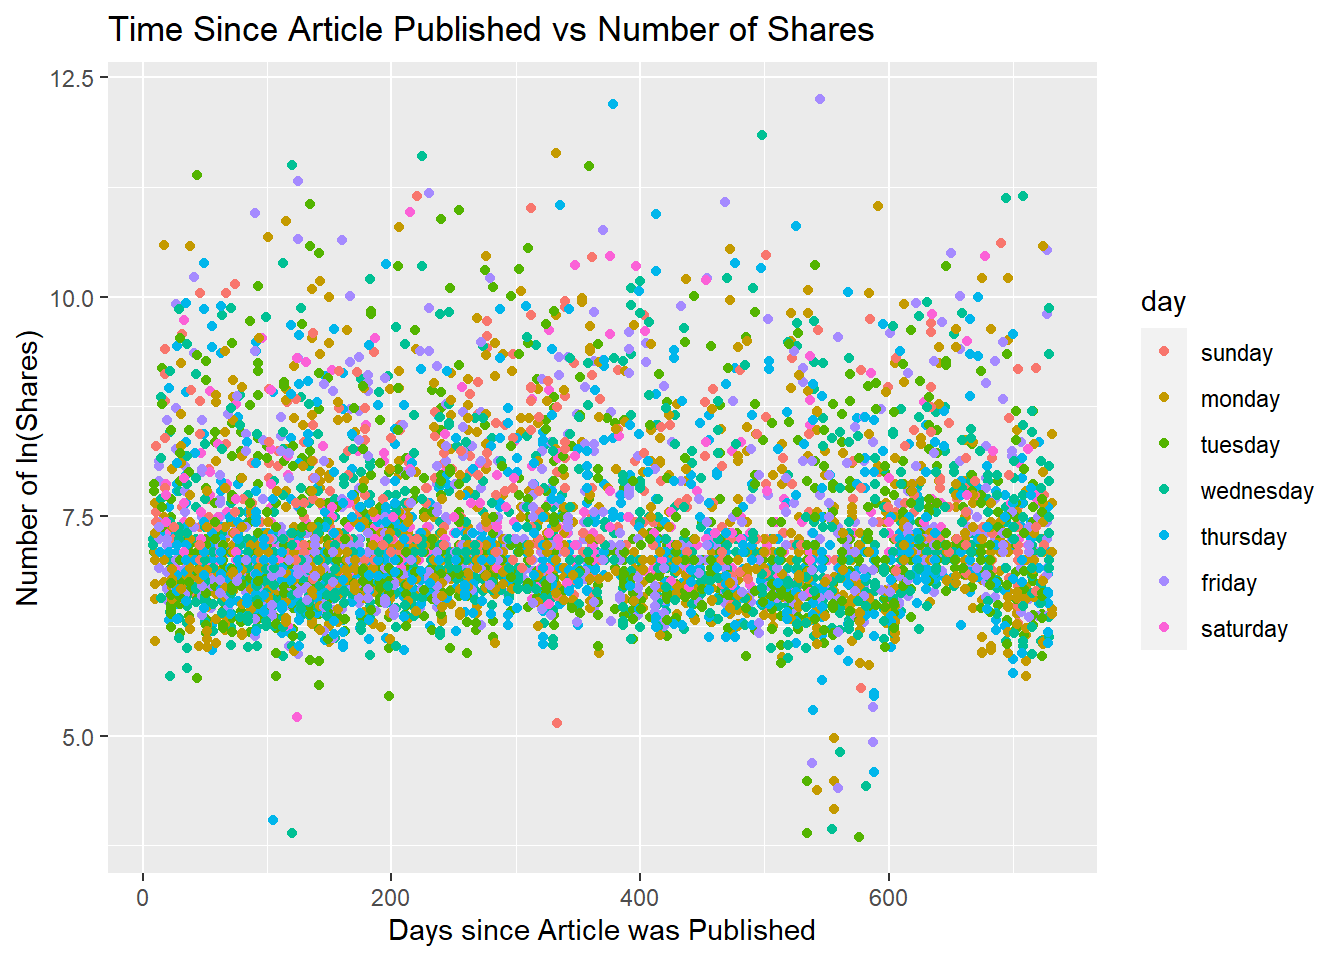 Time Since Article Published vs Number of Shares
12.5
10.0
7.5
5.0
Number of ln(Shares)
0
200
400
600
Days since Article was Published
day
sunday
monday
tuesday
wednesday
thursday
friday
saturday